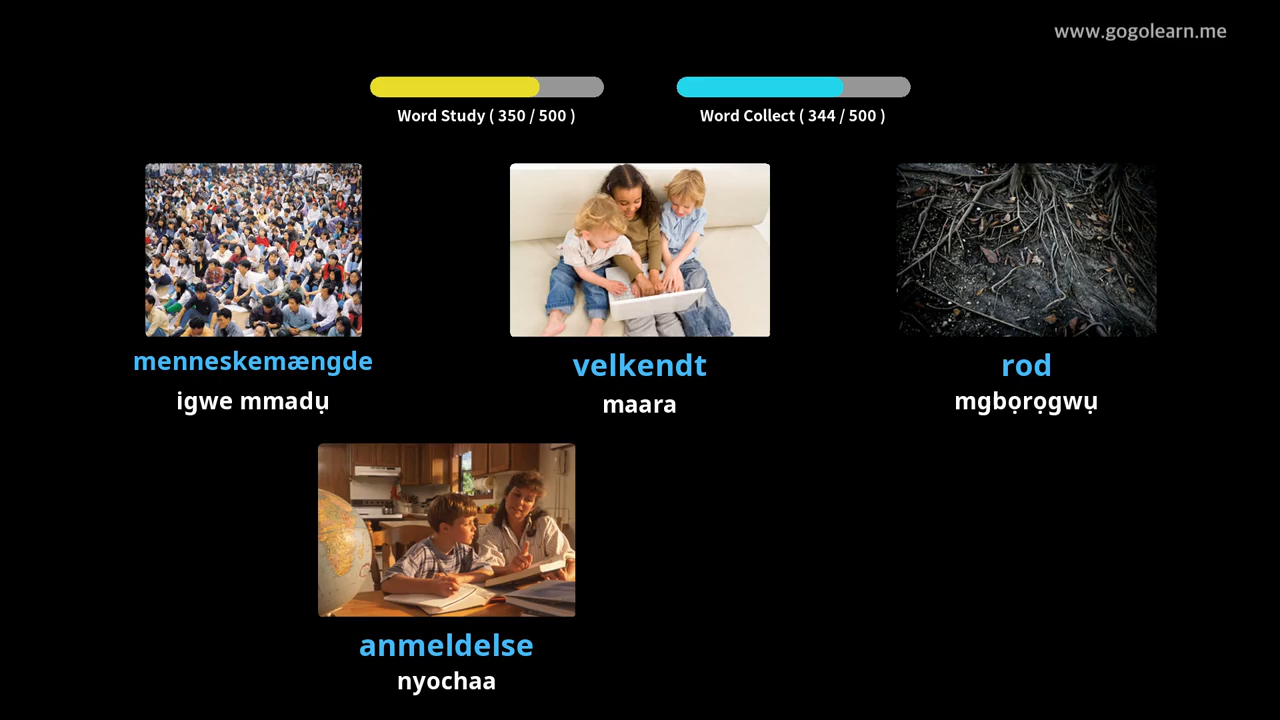 www.gogolearn.me
Word Study ( 350 / 500 )
Word Collect ( 344 / 500 )
menneskemængde
igwe mmadụ
velkendt
maara
rod
mgbọrọgwụ
anmeldelse
nyochaa